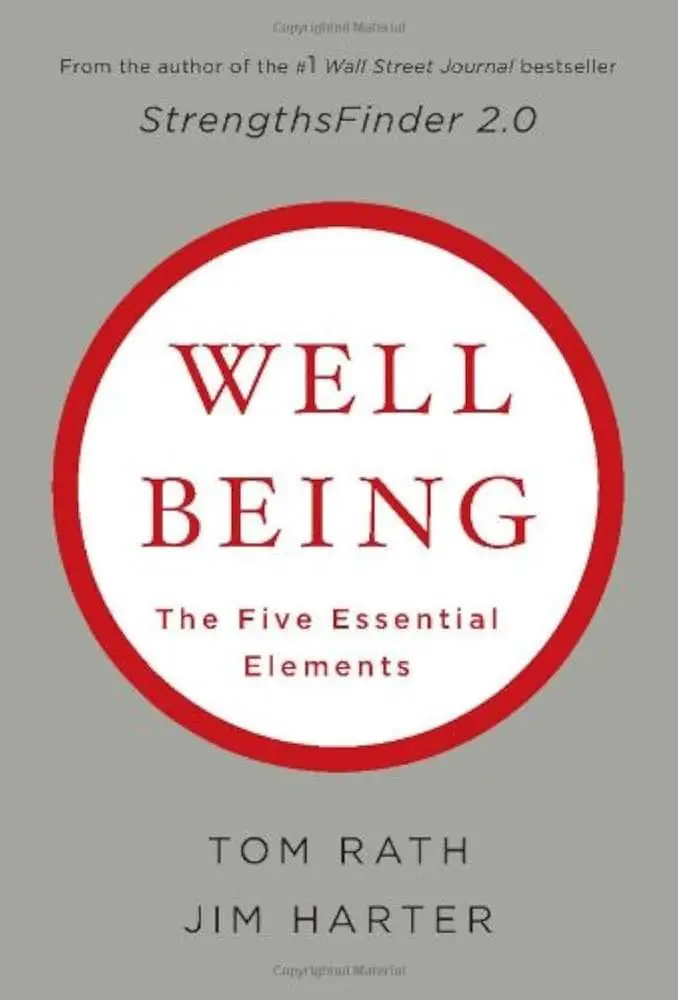 Copyrighted Material
From the author of the #1 Wall Street Journal bestseller
StrengthsFinder 2.0
WELL
BEING
The Five Essential
Elements
TOM RATH
JIM HARTER
Copyrighted Material